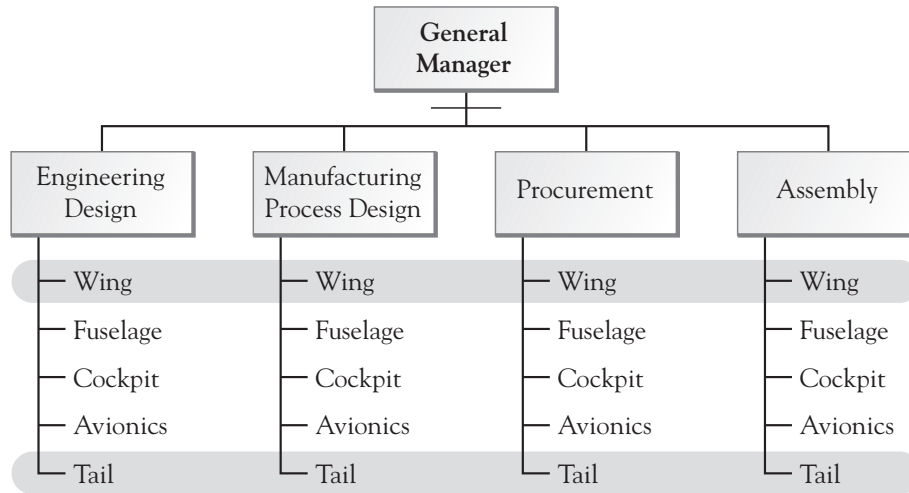 General
Manager
Engineering
Design
Manufacturing
Process Design
Procurement
Assembly
Wing
Wing
Wing
Wing
Fuselage
Fuselage
Fuselage
Fuselage
Cockpit
Cockpit
Cockpit
Cockpit
Avionics
Avionics
Avionics
Avionics
Tail
Tail
Tail
Tail